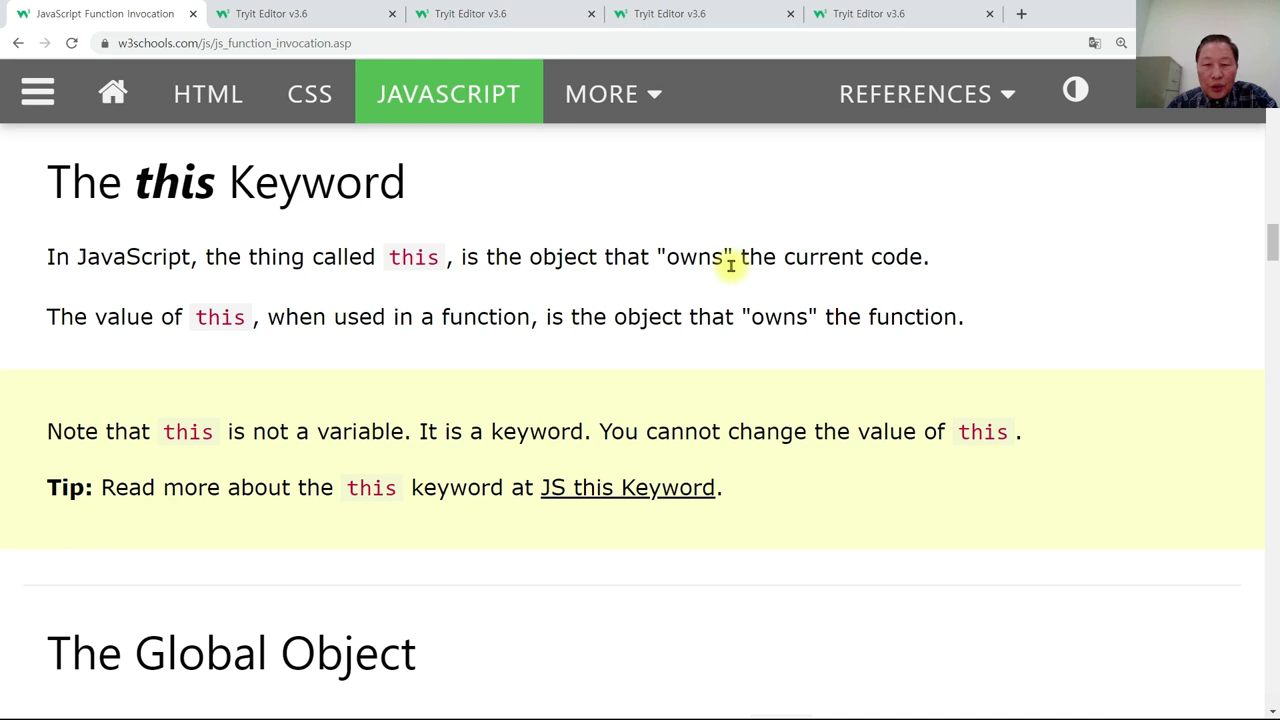 JavaScript Function Invocation
Tryit Editor v3.6
Tryit Editor v3.6
Tryit Editor v3.6
Tryit Editor v3.6
w3schools.com/js/js_function_invocation.asp
HTML CSS JAVASCRIPT MORE REFERENCES
The this Keyword
In JavaScript, the thing called this, is the object that "owns" the current code.
The value of this, when used in a function, is the object that "owns" the function.
Note that this is not a variable. It is a keyword. You cannot change the value of this.
Tip: Read more about the this keyword at JS this Keyword.
The Global Object